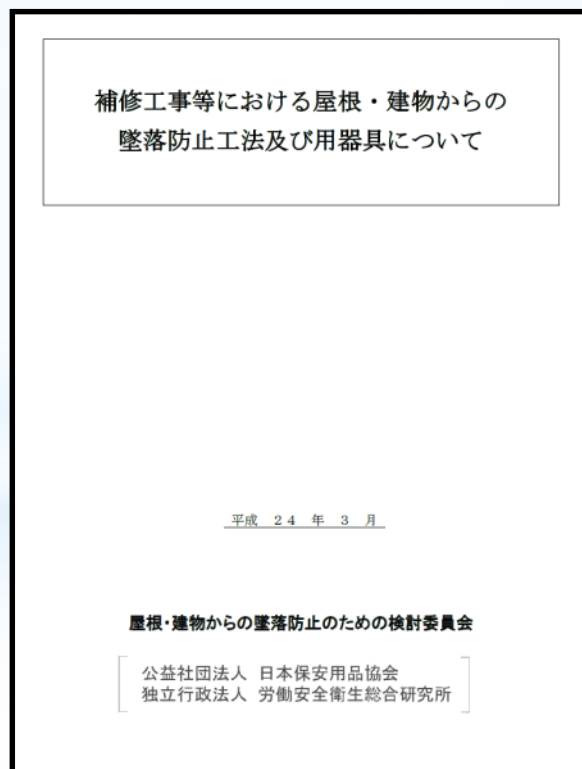 補修工事等における屋根・建物からの
墜落防止工法及び用器具について
平成 24 年 3 月
屋根・建物からの墜落防止のための検討委員会
公益社団法人 日本保安用品協会
独立行政法人 労働安全衛生総合研究所